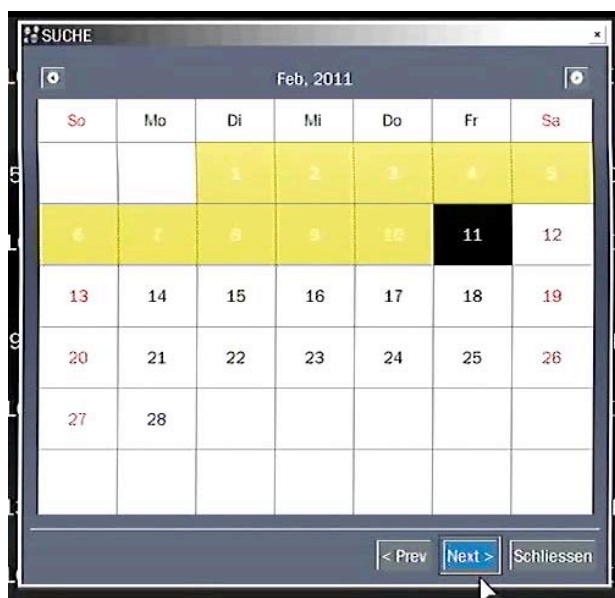 SUCHE
Feb, 2011
So Mo Di Mi Do Fr Sa
1 2 3 4 5
6 7 8 9 10 11 12
13 14 15 16 17 18 19
20 21 22 23 24 25 26
27 28
< Prev Next > Schliessen